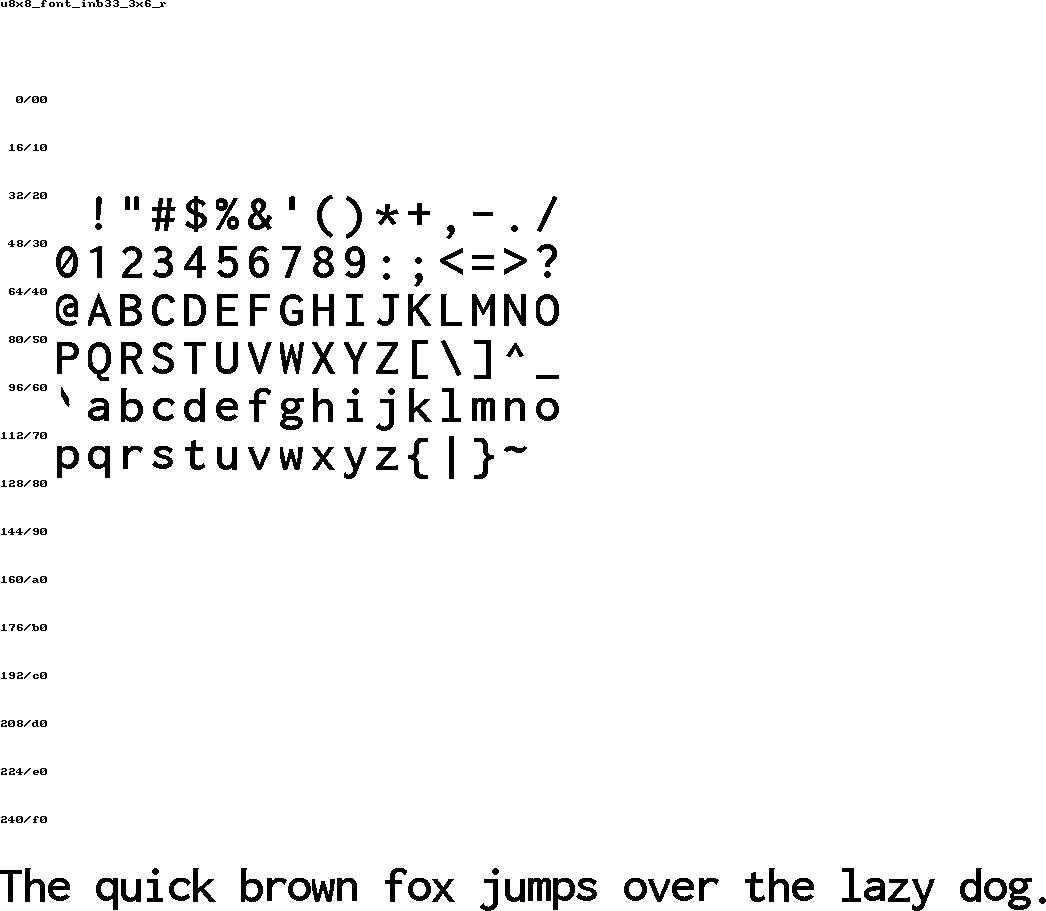 u8x8_font_inb33_3x6_r
0/00
16/10
32/20 !"#$%&'()*+,-./
48/30 0123456789:;<=>?
64/40 @ABCDEFGHIJKLMNO
80/50 PQRSTUVWXYZ[\]^_
96/60 `abcdefghijklmno
112/70 pqrstuvwxyz{|}~
128/80
144/90
160/a0
176/b0
192/c0
208/d0
224/e0
240/f0
The quick brown fox jumps over the lazy dog.